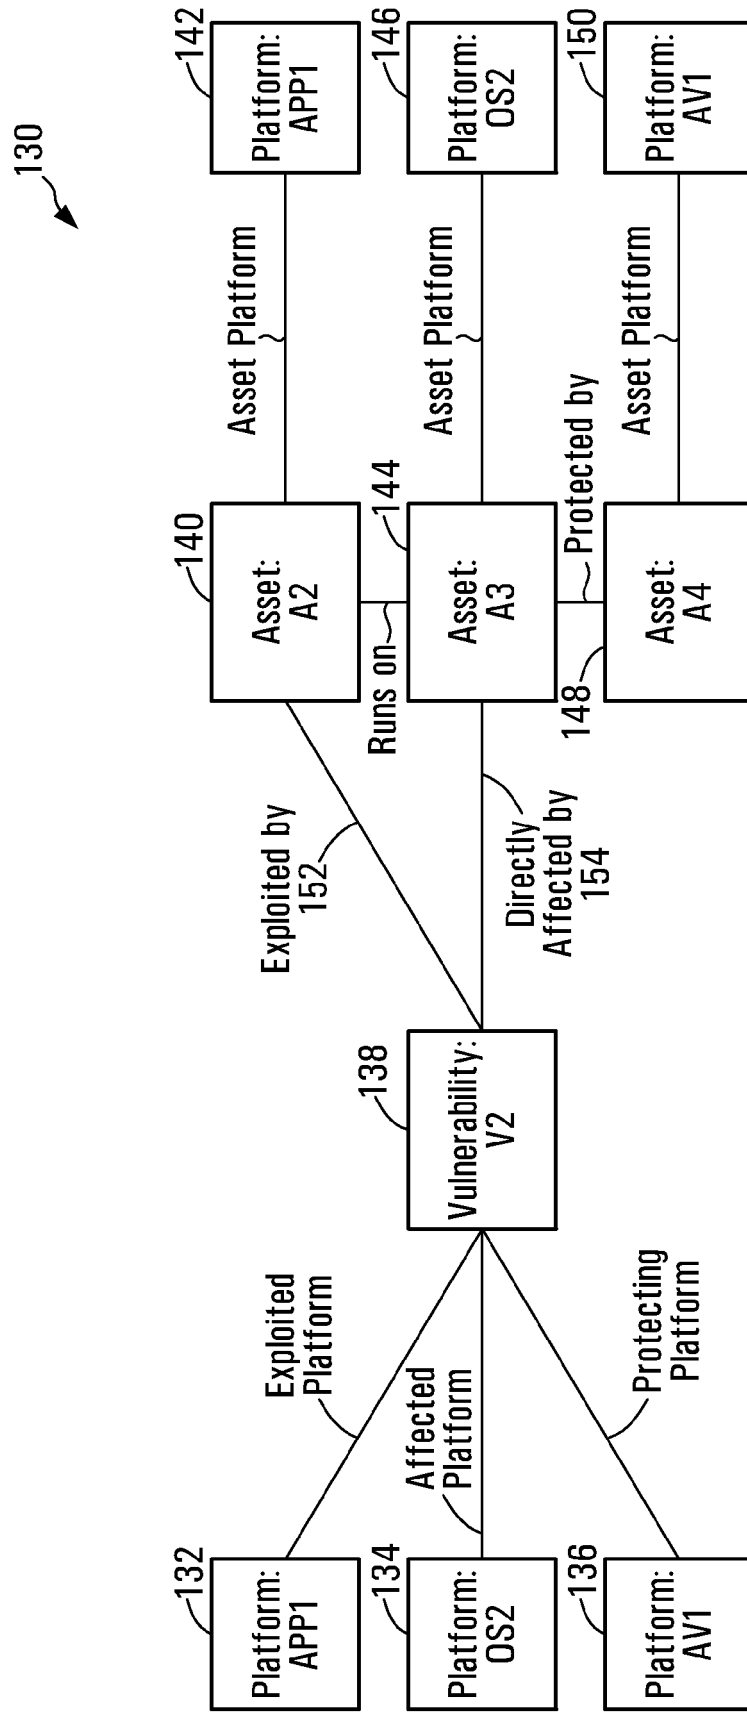 130
132
Platform:
APP1
134
Platform:
OS2
136
Platform:
AV1
Exploited
Platform
Affected
Platform
Protecting
Platform
138
Vulnerability:
V2
Exploited by
152
Directly
Affected by
154
140
Asset:
A2
Runs on
144
Asset:
A3
Protected by
148
Asset:
A4
Asset Platform
Asset Platform
Asset Platform
142
Platform:
APP1
146
Platform:
OS2
150
Platform:
AV1